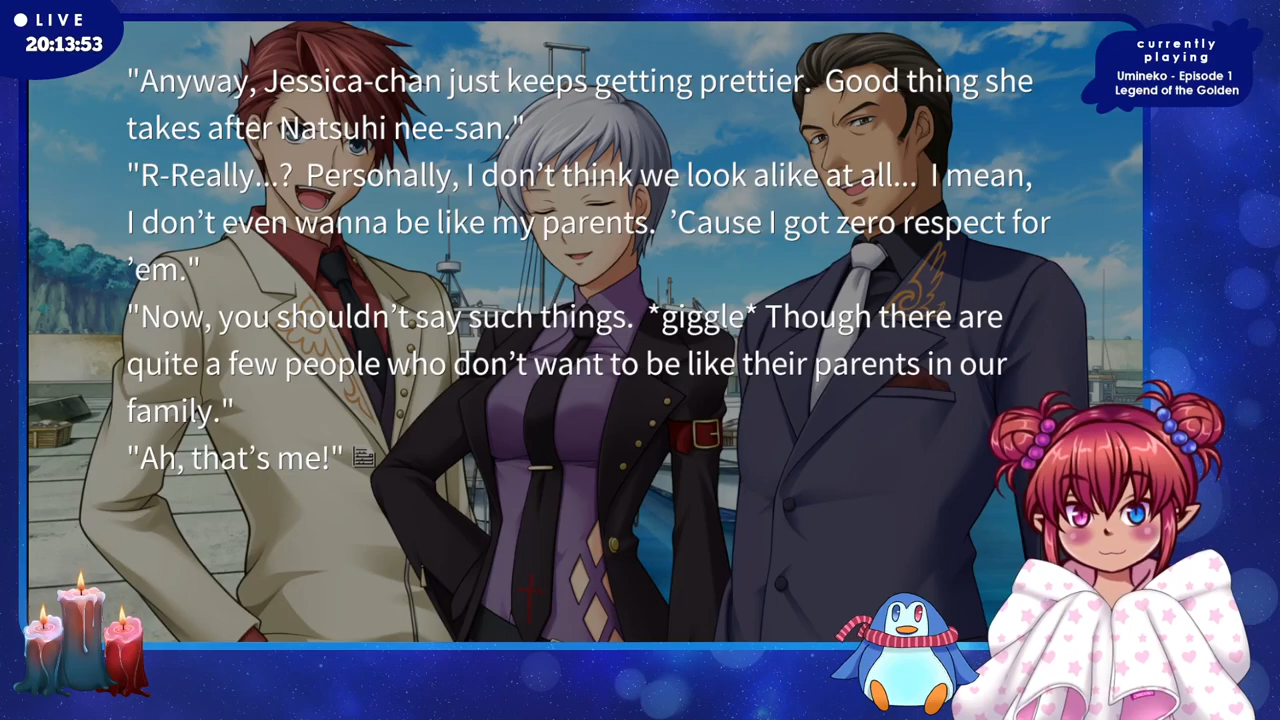 LIVE
20:13:53
currently
playing
Umineko - Episode 1
Legend of the Golden
"Anyway, Jessica-chan just keeps getting prettier.  Good thing she
takes after Natsuhi nee-san."
"R-Really...?  Personally, I don’t think we look alike at all...  I mean,
I don’t even wanna be like my parents.  ’Cause I got zero respect for
’em."
"Now, you shouldn’t say such things.  *giggle* Though there are
quite a few people who don’t want to be like their parents in our
family."
"Ah, that’s me!"